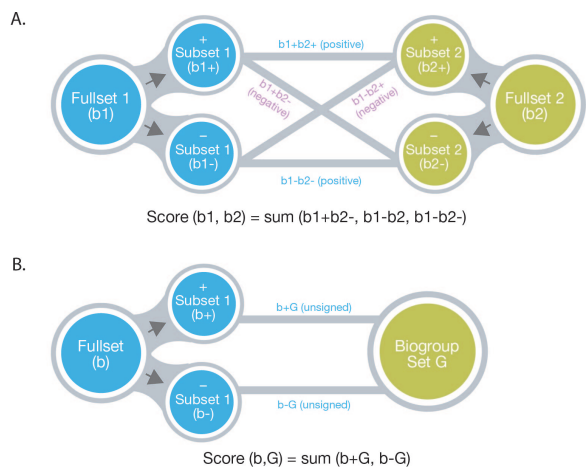 A.
+
Subset 1
(b1+)
b1+b2+ (positive)
+
Subset 2
(b2+)
Fullset 1
(b1)
b1+b2-
(negative)
b1-b2+
(negative)
Fullset 2
(b2)
−
Subset 1
(b1-)
b1-b2- (positive)
−
Subset 2
(b2-)
Score (b1, b2) = sum (b1+b2-, b1-b2, b1-b2-)
B.
+
Subset 1
(b+)
b+G (unsigned)
Fullset
(b)
Biogroup
Set G
−
Subset 1
(b-)
b-G (unsigned)
Score (b,G) = sum (b+G, b-G)